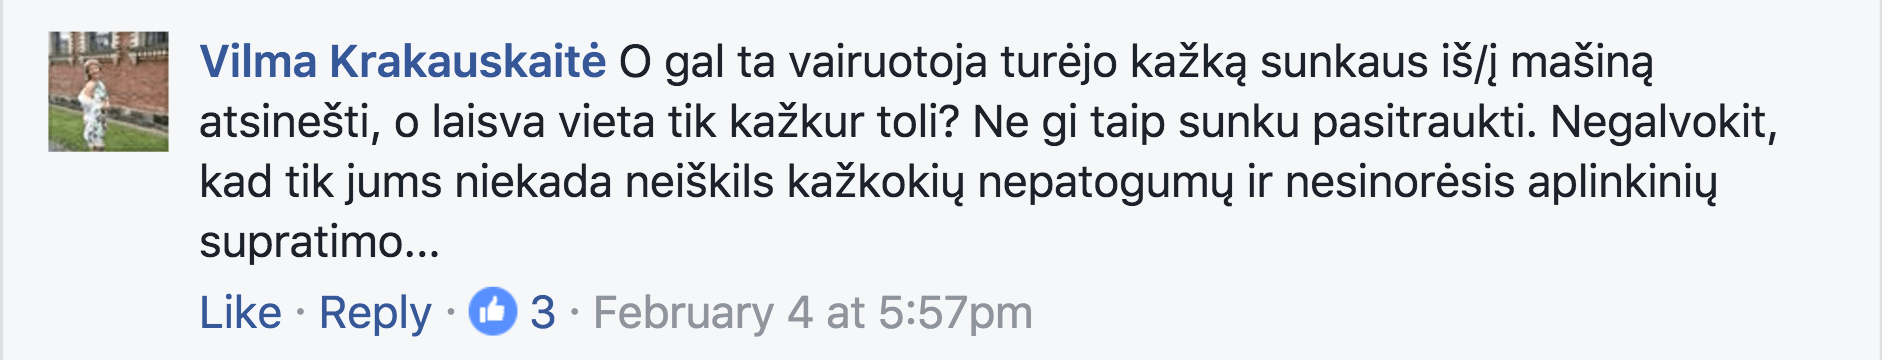 Vilma Krakauskaitė O gal ta vairuotoja turėjo kažką sunkaus iš/į mašiną
atsinešti, o laisva vieta tik kažkur toli? Ne gi taip sunku pasitraukti. Negalvokit,
kad tik jums niekada neiškils kažkokių nepatogumų ir nesinorėsis aplinkinių
supratimo...
Like · Reply · 3 · February 4 at 5:57pm